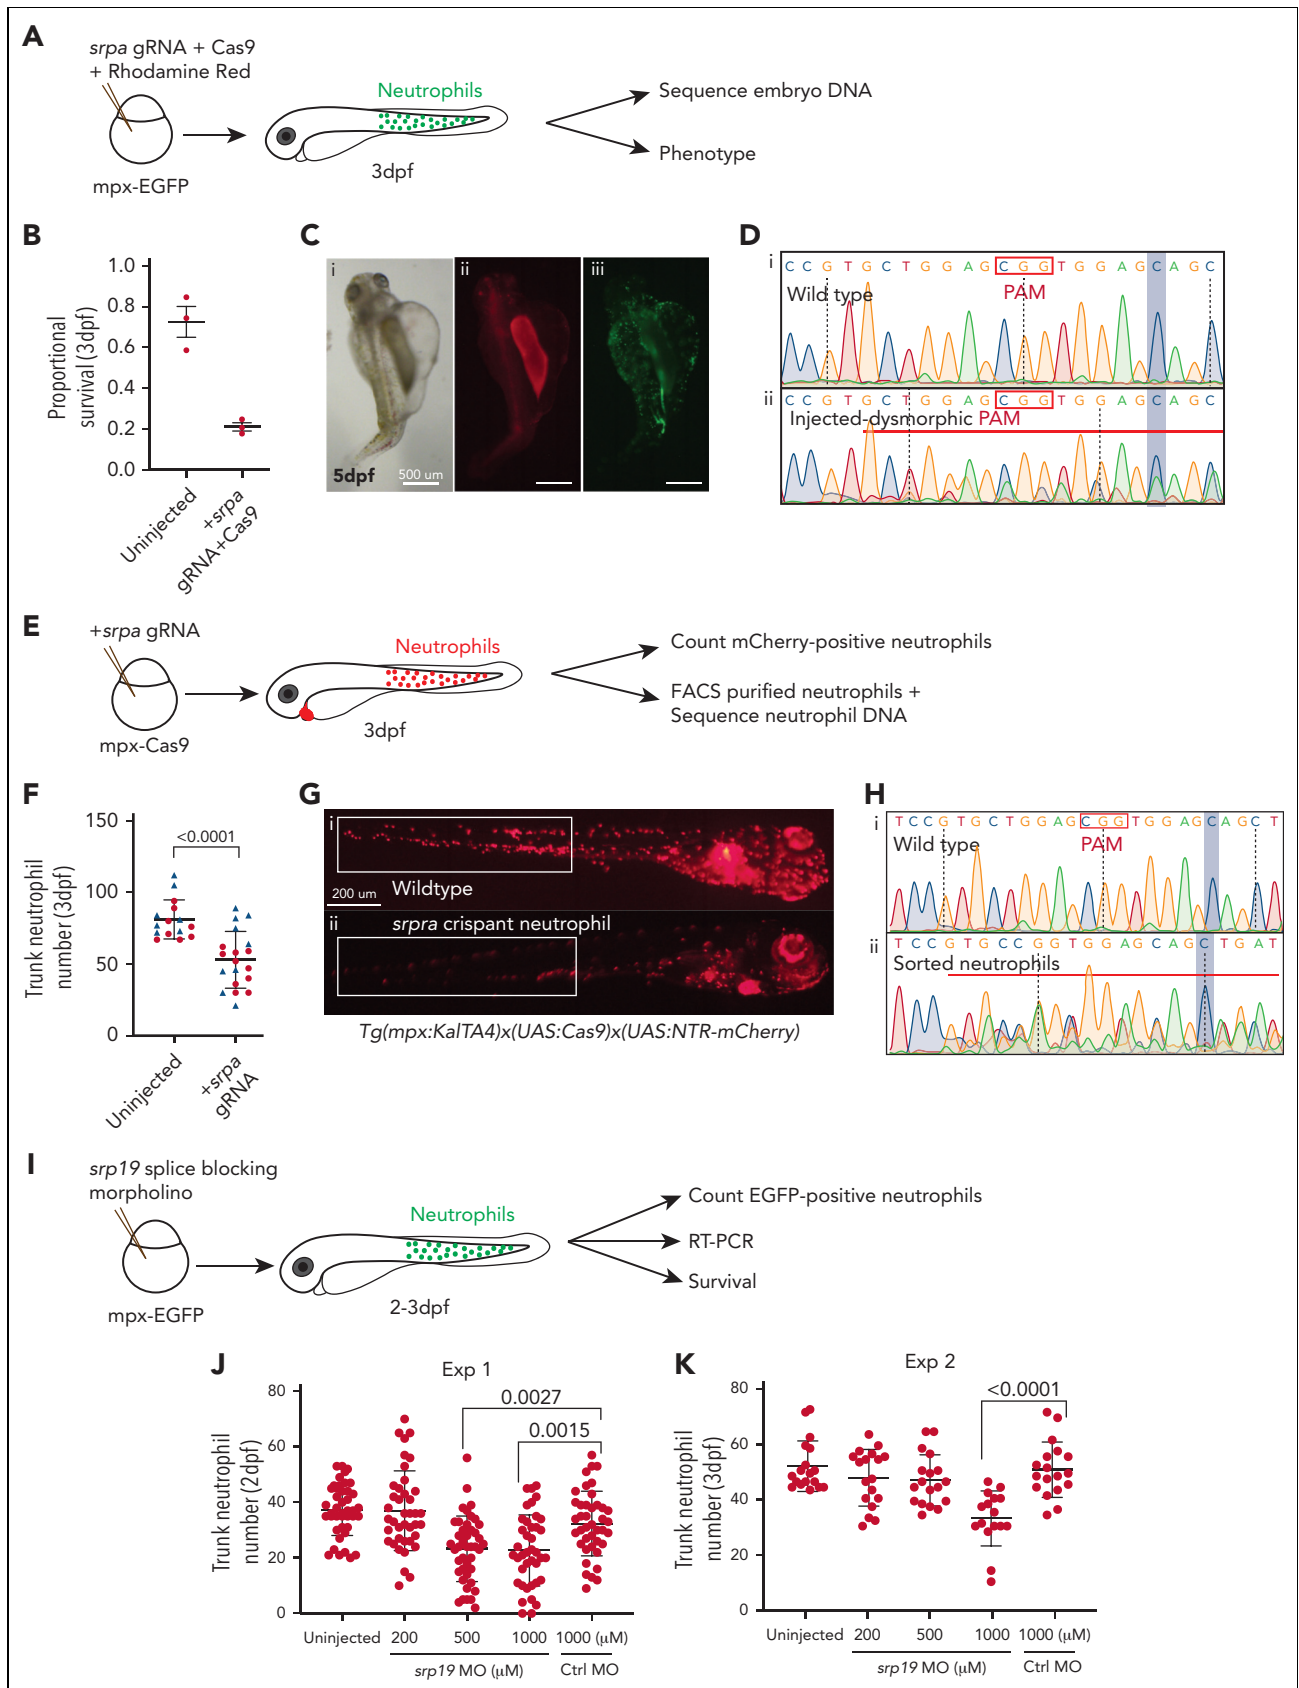 A
srpa gRNA + Cas9
+ Rhodamine Red
Neutrophils
mpx-EGFP
3dpf
Sequence embryo DNA
Phenotype
B
Proportional
survival (3dpf)
1.0
0.8
0.6
0.4
0.2
0.0
Uninjected
+srpa
gRNA+Cas9
C
i
ii
iii
5dpf
500 um
D
i
C C G T G C T G G A G C G G T G G A G C A G C
Wild type
PAM
ii
C C G T G C T G G A G C G G T G G A G C A G C
Injected-dysmorphic PAM
E
+srpa gRNA
Neutrophils
mpx-Cas9
3dpf
Count mCherry-positive neutrophils
FACS purified neutrophils +
Sequence neutrophil DNA
F
Trunk neutrophil
number (3dpf)
150
100
50
0
<0.0001
Uninjected
+srpa
gRNA
G
i
200 um
Wildtype
ii
srpra crispant neutrophil
Tg(mpx:KalTA4)x(UAS:Cas9)x(UAS:NTR-mCherry)
H
i
T C C G T G C T G G A G C G G T G G A G C A G C T
Wild type
PAM
ii
T C C G T G C C G G T G G A G C A G C T G A T
Sorted neutrophils
I
srp19 splice blocking
morpholino
Neutrophils
mpx-EGFP
2-3dpf
Count EGFP-positive neutrophils
RT-PCR
Survival
J
Exp 1
Trunk neutrophil
number (2dpf)
80
60
40
20
0
0.0027
0.0015
Uninjected 200 500 1000 1000 (μM)
srp19 MO (μM) Ctrl MO
K
Exp 2
Trunk neutrophil
number (3dpf)
80
60
40
20
0
<0.0001
Uninjected 200 500 1000 1000 (μM)
srp19 MO (μM) Ctrl MO